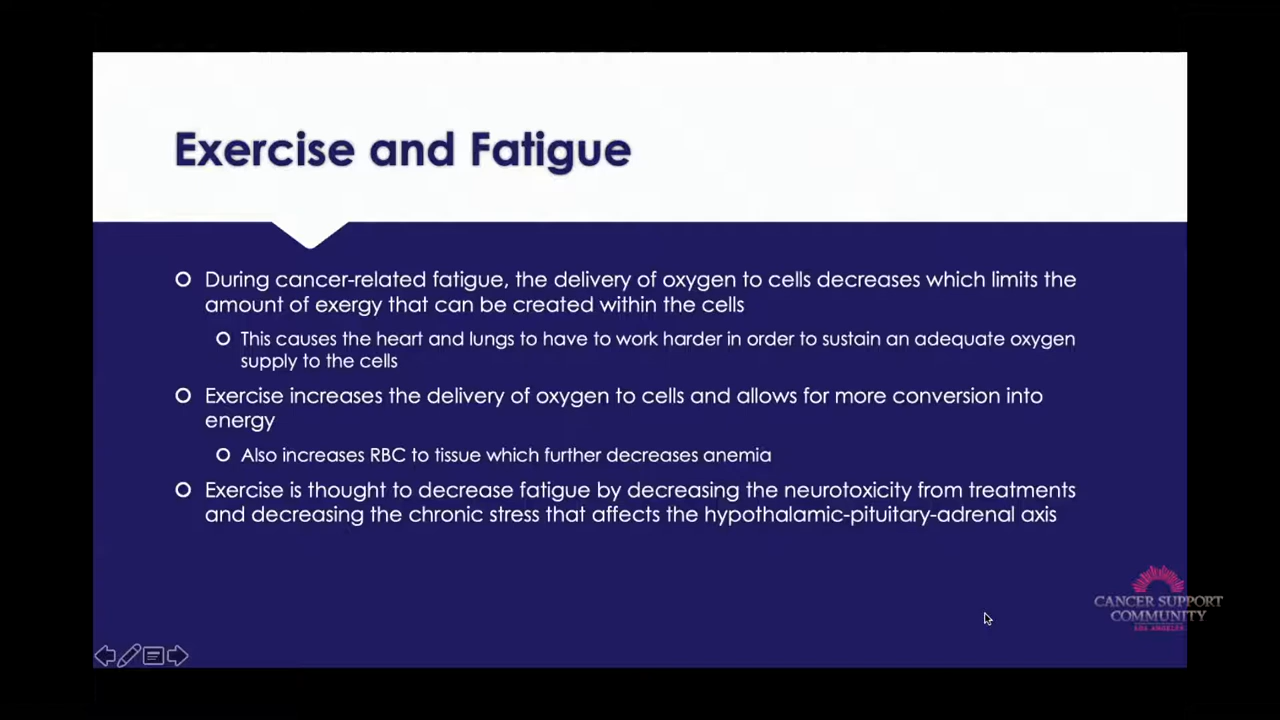 Exercise and Fatigue
During cancer-related fatigue, the delivery of oxygen to cells decreases which limits the
amount of exergy that can be created within the cells
This causes the heart and lungs to have to work harder in order to sustain an adequate oxygen
supply to the cells
Exercise increases the delivery of oxygen to cells and allows for more conversion into
energy
Also increases RBC to tissue which further decreases anemia
Exercise is thought to decrease fatigue by decreasing the neurotoxicity from treatments
and decreasing the chronic stress that affects the hypothalamic-pituitary-adrenal axis
CANCER SUPPORT
COMMUNITY
LOS ANGELES